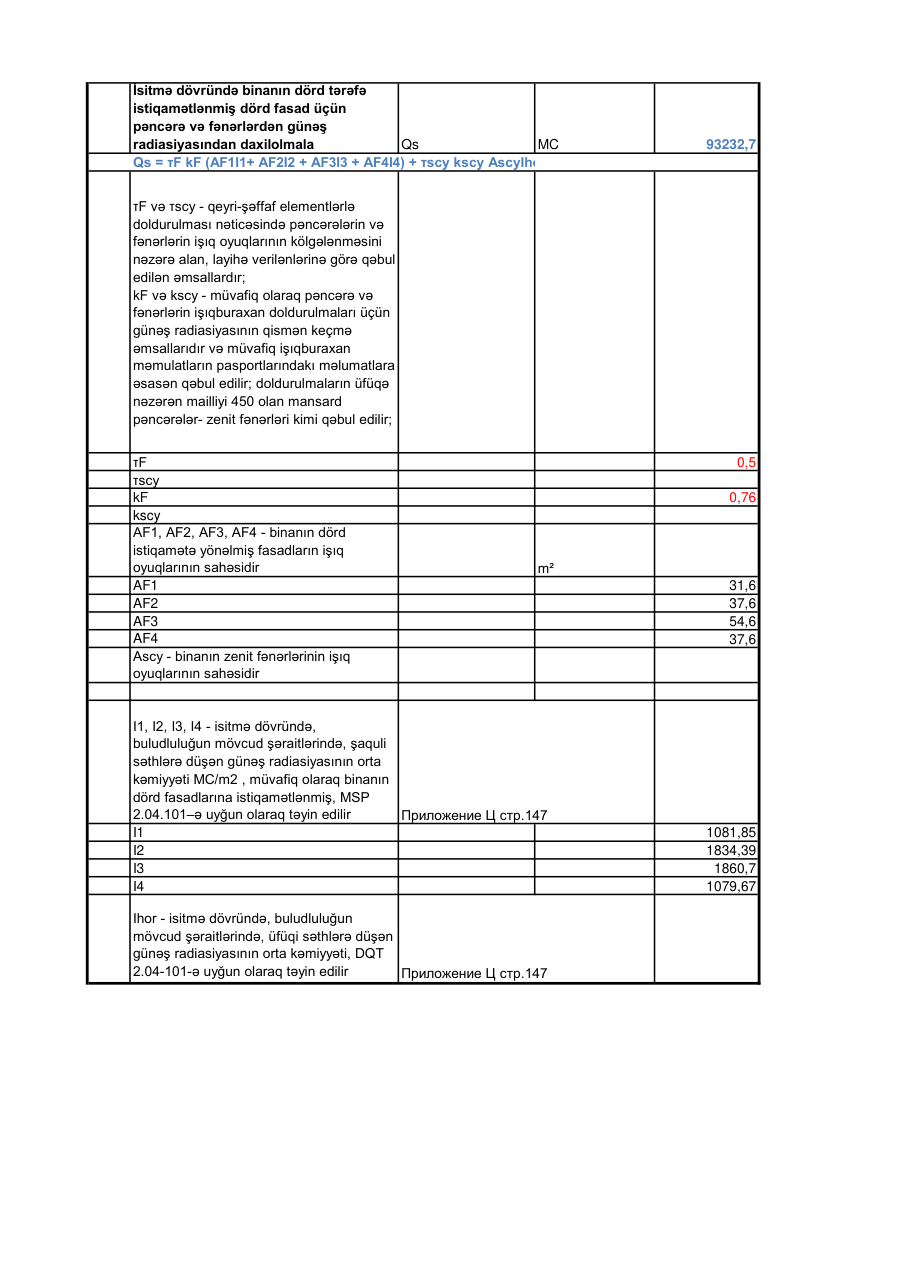 İsitmə dövründə binanın dörd tərəfə
istiqamətlənmiş dörd fasad üçün
pəncərə və fənərlərdən günəş
radiasiyasından daxilolmala Qs MC 93232,7
Qs = τF kF (AF1I1+ AF2I2 + AF3I3 + AF4I4) + τscy kscy AscyIho
τF və τscy - qeyri-şəffaf elementlərlə
doldurulması nəticəsində pəncərələrin və
fənərlərin işıq oyuqlarının kölgələnməsini
nəzərə alan, layihə verilənlərinə görə qəbul
edilən əmsallardır;
kF və kscy - müvafiq olaraq pəncərə və
fənərlərin işıqburaxan doldurulmaları üçün
günəş radiasiyasının qismən keçmə
əmsallarıdır və müvafiq işıqburaxan
məmulatların pasportlarındakı məlumatlara
əsasən qəbul edilir; doldurulmaların üfüqə
nəzərən mailliyi 450 olan mansard
pəncərələr- zenit fənərləri kimi qəbul edilir;
τF 0,5
τscy
kF 0,76
kscy
AF1, AF2, AF3, AF4 - binanın dörd
istiqamətə yönəlmiş fasadların işıq
oyuqlarının sahəsidir m²
AF1 31,6
AF2 37,6
AF3 54,6
AF4 37,6
Ascy - binanın zenit fənərlərinin işıq
oyuqlarının sahəsidir
I1, I2, I3, I4 - isitmə dövründə,
buludluluğun mövcud şəraitlərində, şaquli
səthlərə düşən günəş radiasiyasının orta
kəmiyyəti MC/m2 , müvafiq olaraq binanın
dörd fasadlarına istiqamətlənmiş, MSP
2.04.101–ə uyğun olaraq təyin edilir Приложение Ц стр.147
I1 1081,85
I2 1834,39
I3 1860,7
I4 1079,67
Ihor - isitmə dövründə, buludluluğun
mövcud şəraitlərində, üfüqi səthlərə düşən
günəş radiasiyasının orta kəmiyyəti, DQT
2.04-101-ə uyğun olaraq təyin edilir Приложение Ц стр.147